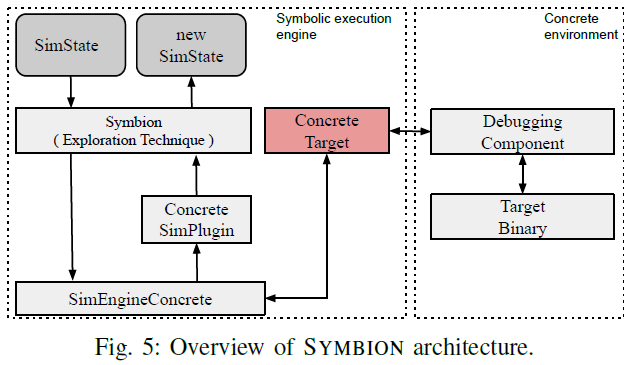 Symbolic execution
engine
Concrete
environment
SimState
new
SimState
Symbion
( Exploration Technique )
Concrete
Target
Debugging
Component
Concrete
SimPlugin
Target
Binary
SimEngineConcrete
Fig. 5: Overview of SYMBION architecture.